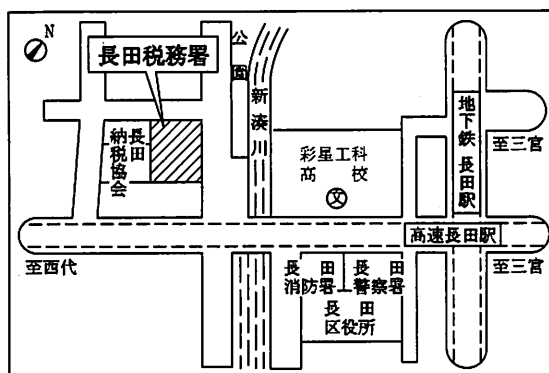 N
長田税務署
公園
新湊川
長田
納税協会
彩星工科
高校
文
地下鉄 長田駅
至三宮
高速長田駅
至西代
至三宮
長田
消防署
長田
警察署
長田
区役所